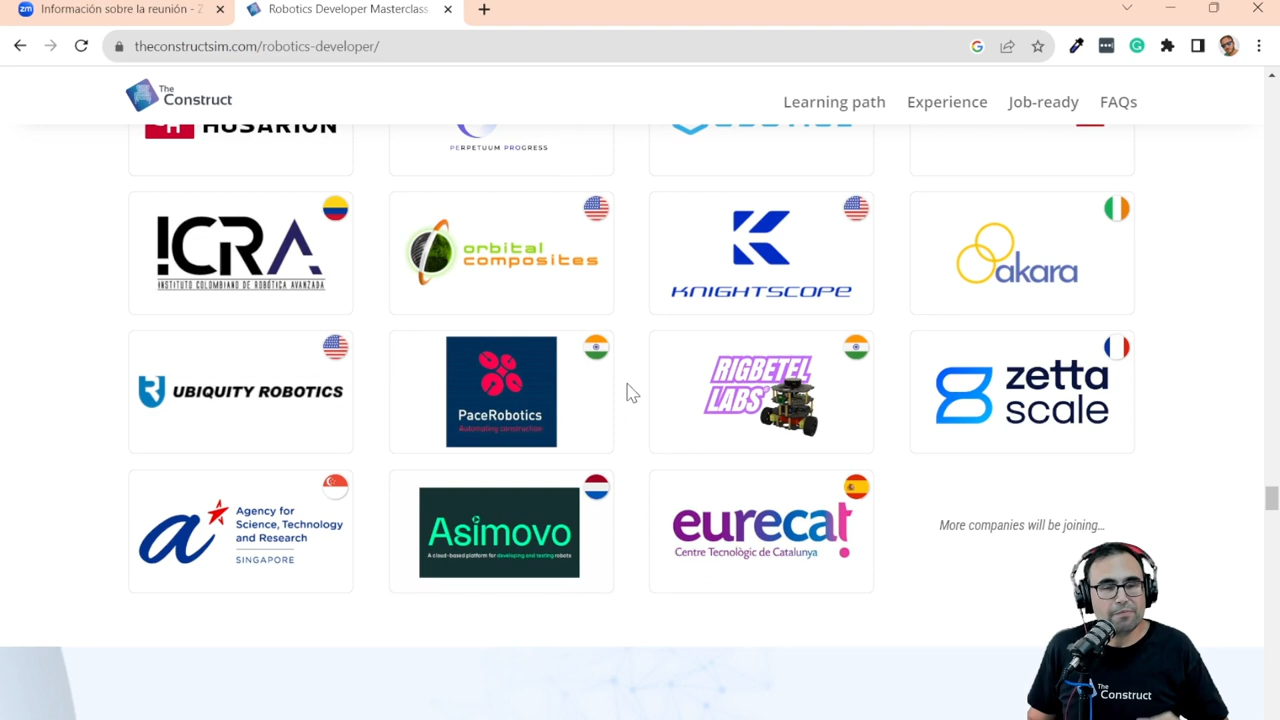 Información sobre la reunión - Z
Robotics Developer Masterclass
theconstructsim.com/robotics-developer/
The
Construct
Learning path
Experience
Job-ready
FAQs
HUSARION
PERPETUUM PROGRESS
ICRA
INSTITUTO COLOMBIANO DE ROBÓTICA AVANZADA
orbital
composites
KNIGHTSCOPE
akara
UBIQUITY ROBOTICS
PaceRobotics
Automating construction
RIGBETEL
LABS
zetta
scale
Agency for
Science, Technology
and Research
SINGAPORE
Asimovo
A cloud-based platform for developing and testing robots
eurecat
Centre Tecnològic de Catalunya
More companies will be joining...
The
Construct